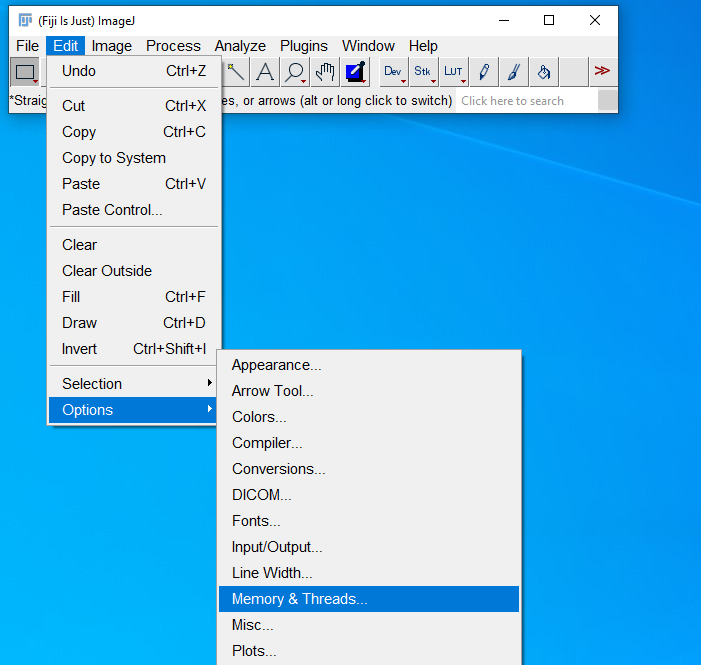 (Fiji Is Just) ImageJ
File Edit Image Process Analyze Plugins Window Help
Dev Stk LUT
*Straig es, or arrows (alt or long click to switch) Click here to search
Undo Ctrl+Z
Cut Ctrl+X
Copy Ctrl+C
Copy to System
Paste Ctrl+V
Paste Control...
Clear
Clear Outside
Fill Ctrl+F
Draw Ctrl+D
Invert Ctrl+Shift+I
Selection
Options
Appearance...
Arrow Tool...
Colors...
Compiler...
Conversions...
DICOM...
Fonts...
Input/Output...
Line Width...
Memory & Threads...
Misc...
Plots...